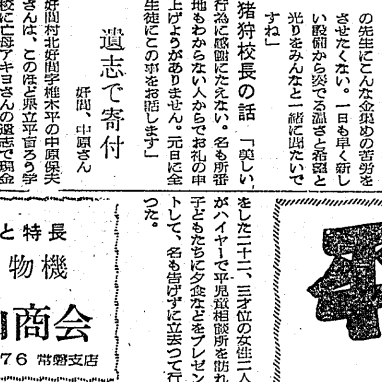 の先生にこんな金集めの苦労を
させたくない。一日も早く新し
い設備から奏でる温さと希望と
光りをみんなと一緒に聞たいで
すね」
猪狩校長の話 「美しい
行為に感激にたえない。名も所番
地もわからない人からでお礼の申
上げようがありません。元日に全
生徒にこの事をお話します」
遺志で寄付
好間、中原さん
好間村北好間字椎木平の中原保夫
さんは、このほど県立平盲ろう学
校に亡母アキヨさんの遺志で現金
をした二十二、三才位の女性二人
がハイヤーで平児童相談所を訪れ
子どもたちに夕食などをプレゼン
トして、名も告げずに立去つて行
つた。
と特長
物機
商会
76 常磐支店